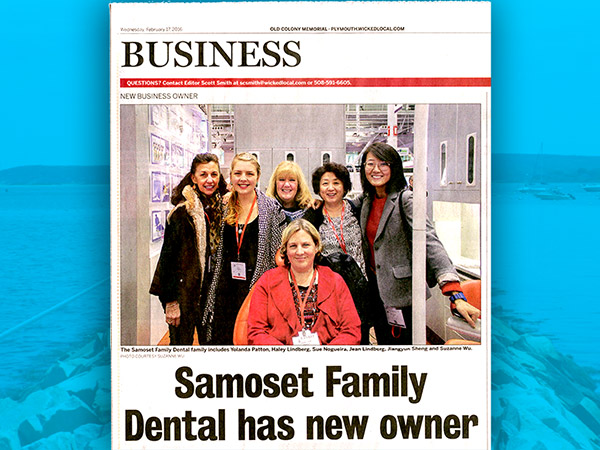 Wednesday, February 17, 2016 OLD COLONY MEMORIAL - PLYMOUTH.WICKEDLOCAL.COM
BUSINESS
QUESTIONS? Contact Editor Scott Smith at scsmith@wickedlocal.com or 508-591-6605.
NEW BUSINESS OWNER
The Samoset Family Dental family includes Yolanda Patton, Haley Lindberg, Sue Nogueira, Jean Lindberg, Jiangyun Sheng and Suzanne Wu.
PHOTO COURTESY SUZANNE WU
Samoset Family
Dental has new owner